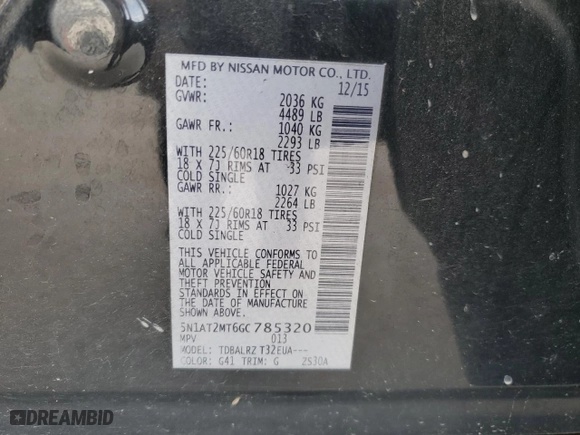 MFD BY NISSAN MOTOR CO., LTD.
DATE: 12/15
GVWR: 2036 KG
4489 LB
GAWR FR.: 1040 KG
2293 LB
WITH 225/60R18 TIRES
18 X 7J RIMS AT 33 PSI
COLD SINGLE
GAWR RR.: 1027 KG
2264 LB
WITH 225/60R18 TIRES
18 X 7J RIMS AT 33 PSI
COLD SINGLE
THIS VEHICLE CONFORMS TO
ALL APPLICABLE FEDERAL
MOTOR VEHICLE SAFETY AND
THEFT PREVENTION
STANDARDS IN EFFECT ON
THE DATE OF MANUFACTURE
SHOWN ABOVE.
5N1AT2MT6GC785320
MPV 013
TDBALRZ T32EUA---
COLOR: G41 TRIM: G 2930A
DREAMBID